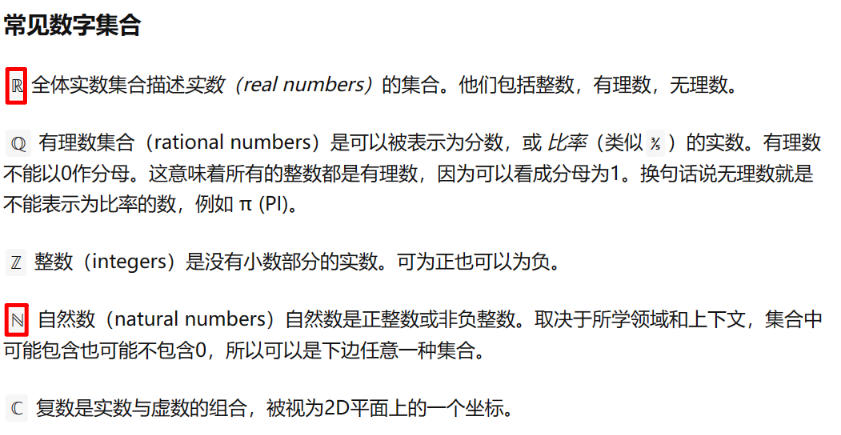 常见数字集合
ℝ 全体实数集合描述实数（real numbers）的集合。他们包括整数，有理数，无理数。
ℚ 有理数集合（rational numbers）是可以被表示为分数，或 比率（类似 % ）的实数。有理数
不能以0作分母。这意味着所有的整数都是有理数，因为可以看成分母为1。换句话说无理数就是
不能表示为比率的数，例如 π (PI)。
ℤ 整数（integers）是没有小数部分的实数。可为正也可以为负。
ℕ 自然数（natural numbers）自然数是正整数或非负整数。取决于所学领域和上下文，集合中
可能包含也可能不包含0，所以可以是下边任意一种集合。
ℂ 复数是实数与虚数的组合，被视为2D平面上的一个坐标。